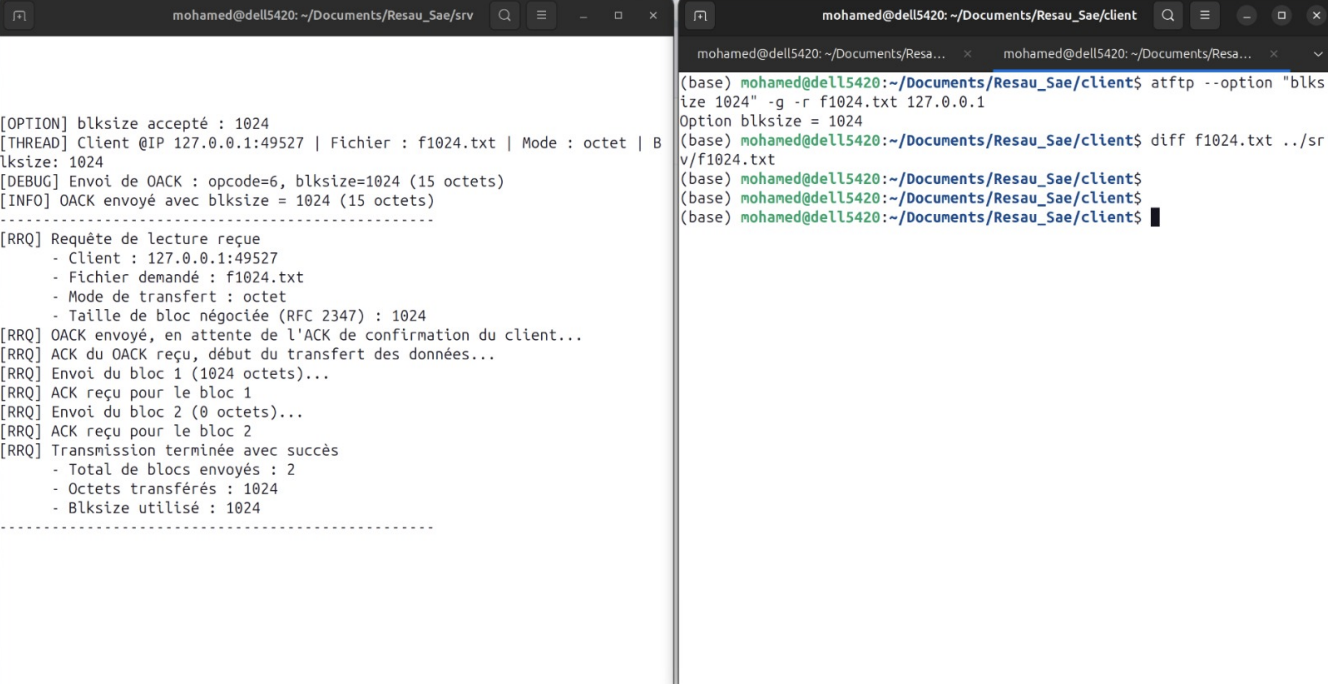 mohamed@dell5420: ~/Documents/Resau_Sae/srv
[OPTION] blksize accepté : 1024
[THREAD] Client @IP 127.0.0.1:49527 | Fichier : f1024.txt | Mode : octet | B
lksize: 1024
[DEBUG] Envoi de OACK : opcode=6, blksize=1024 (15 octets)
[INFO] OACK envoyé avec blksize = 1024 (15 octets)
--------------------------------------------------
[RRQ] Requête de lecture reçue
- Client : 127.0.0.1:49527
- Fichier demandé : f1024.txt
- Mode de transfert : octet
- Taille de bloc négociée (RFC 2347) : 1024
[RRQ] OACK envoyé, en attente de l'ACK de confirmation du client...
[RRQ] ACK du OACK reçu, début du transfert des données...
[RRQ] Envoi du bloc 1 (1024 octets)...
[RRQ] ACK reçu pour le bloc 1
[RRQ] Envoi du bloc 2 (0 octets)...
[RRQ] ACK reçu pour le bloc 2
[RRQ] Transmission terminée avec succès
- Total de blocs envoyés : 2
- Octets transférés : 1024
- Blksize utilisé : 1024
--------------------------------------------------
mohamed@dell5420: ~/Documents/Resau_Sae/client
mohamed@dell5420: ~/Documents/Resa...
mohamed@dell5420: ~/Documents/Resa...
(base) mohamed@dell5420:~/Documents/Resau_Sae/client$ atftp --option "blks
ize 1024" -g -r f1024.txt 127.0.0.1
Option blksize = 1024
(base) mohamed@dell5420:~/Documents/Resau_Sae/client$ diff f1024.txt ../sr
v/f1024.txt
(base) mohamed@dell5420:~/Documents/Resau_Sae/client$
(base) mohamed@dell5420:~/Documents/Resau_Sae/client$
(base) mohamed@dell5420:~/Documents/Resau_Sae/client$